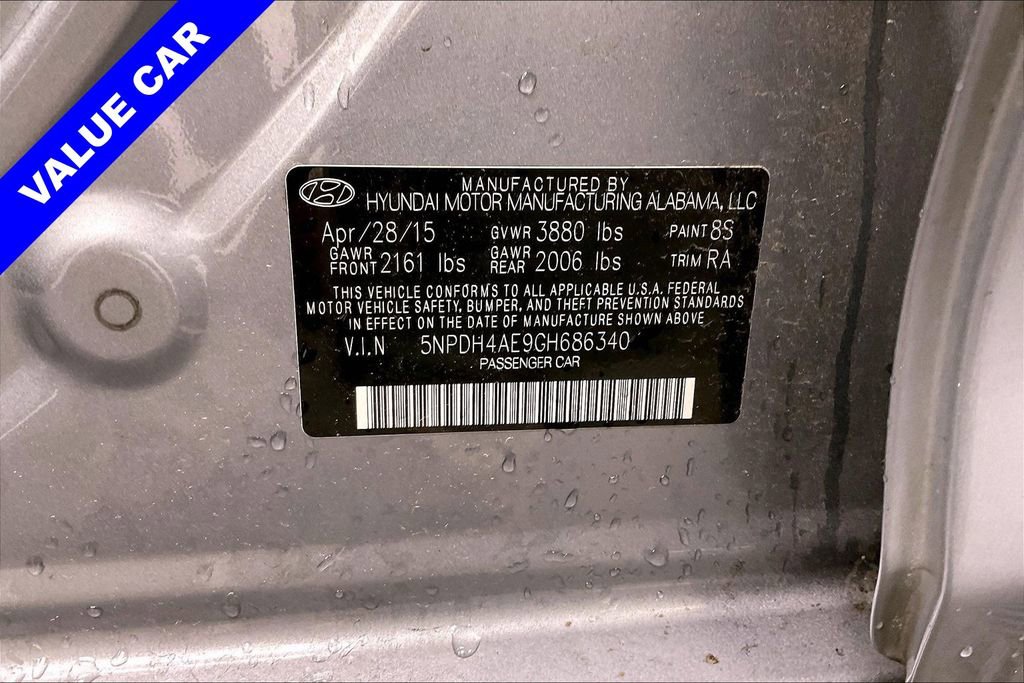 VALUE CAR
MANUFACTURED BY
HYUNDAI MOTOR MANUFACTURING ALABAMA, LLC
Apr/28/15 GVWR 3880 lbs PAINT 8S
GAWR FRONT 2161 lbs GAWR REAR 2006 lbs TRIM RA
THIS VEHICLE CONFORMS TO ALL APPLICABLE U.S.A. FEDERAL
MOTOR VEHICLE SAFETY, BUMPER, AND THEFT PREVENTION STANDARDS
IN EFFECT ON THE DATE OF MANUFACTURE SHOWN ABOVE
V.I.N 5NPDH4AE9GH686340
PASSENGER CAR